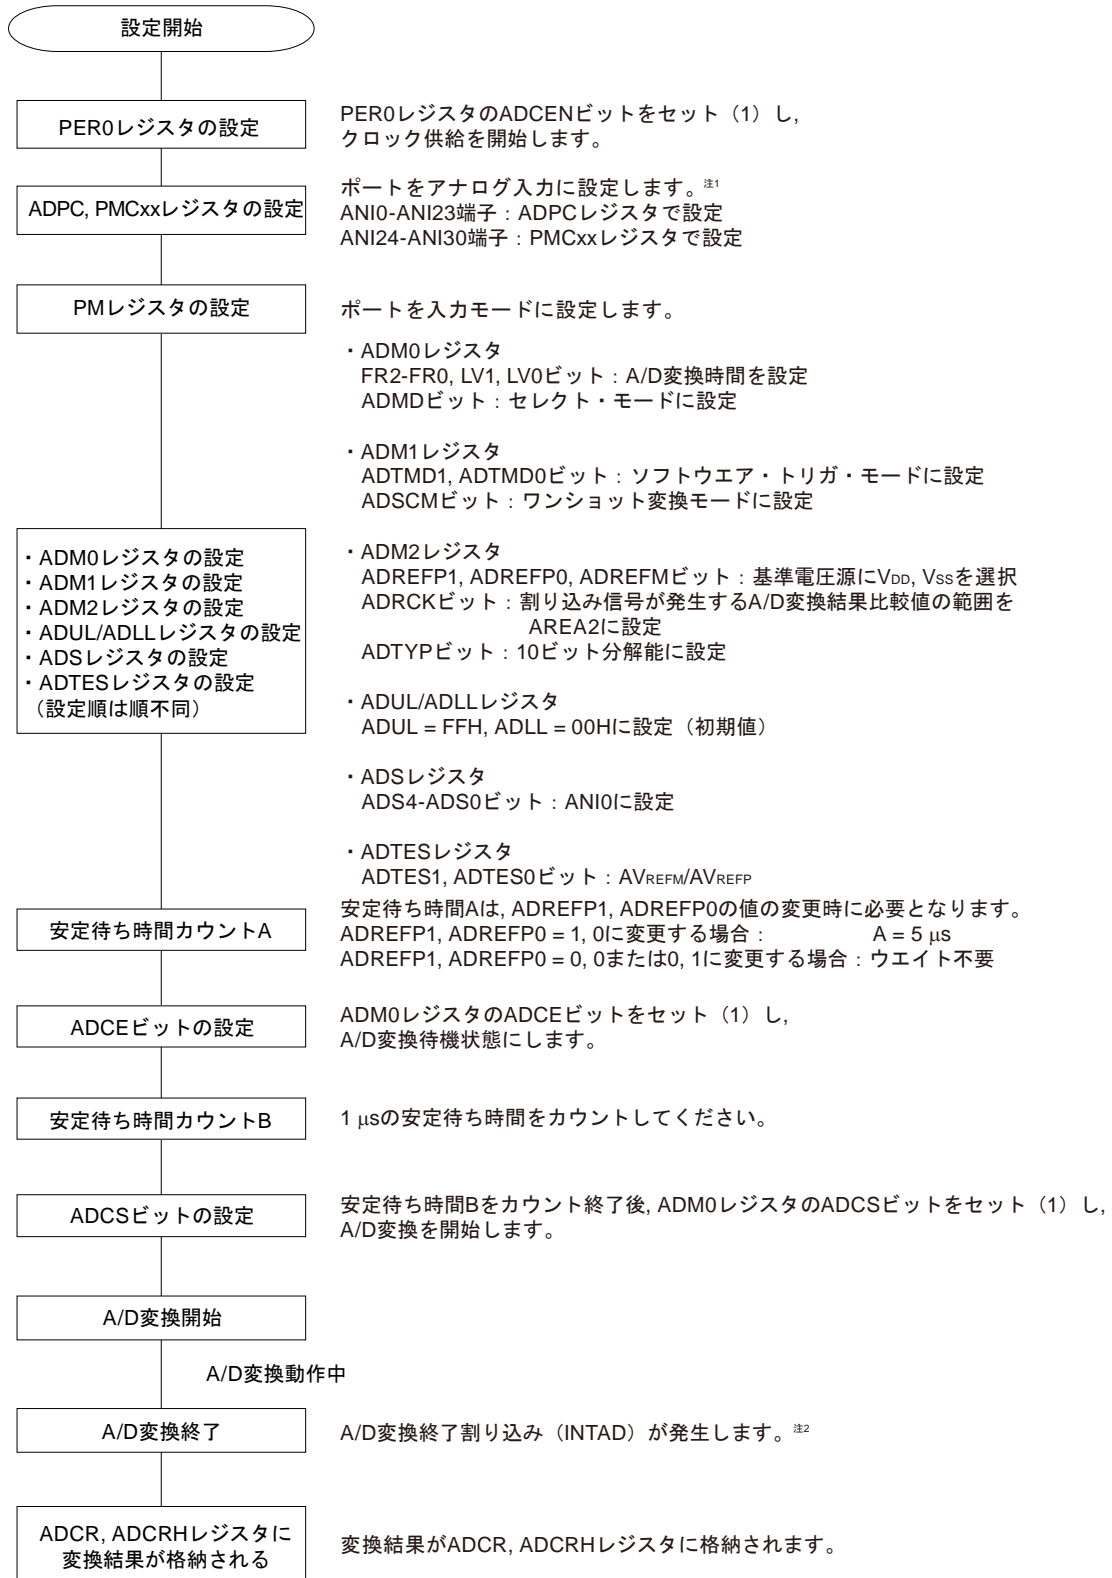 設定開始
PER0レジスタの設定
PER0レジスタのADCENビットをセット（1）し,
クロック供給を開始します。
ADPC, PMCxxレジスタの設定
ポートをアナログ入力に設定します。注1
ANI0-ANI23端子：ADPCレジスタで設定
ANI24-ANI30端子：PMCxxレジスタで設定
PMレジスタの設定
ポートを入力モードに設定します。
・ADM0レジスタの設定
・ADM1レジスタの設定
・ADM2レジスタの設定
・ADUL/ADLLレジスタの設定
・ADSレジスタの設定
・ADTESレジスタの設定
（設定順は順不同）
・ADM0レジスタ
FR2-FR0, LV1, LV0ビット：A/D変換時間を設定
ADMDビット：セレクト・モードに設定
・ADM1レジスタ
ADTMD1, ADTMD0ビット：ソフトウエア・トリガ・モードに設定
ADSCMビット：ワンショット変換モードに設定
・ADM2レジスタ
ADREFP1, ADREFP0, ADREFMビット：基準電圧源にVDD, VSSを選択
ADRCKビット：割り込み信号が発生するA/D変換結果比較値の範囲を
AREA2に設定
ADTYPビット：10ビット分解能に設定
・ADUL/ADLLレジスタ
ADUL = FFH, ADLL = 00Hに設定（初期値）
・ADSレジスタ
ADS4-ADS0ビット：ANI0に設定
・ADTESレジスタ
ADTES1, ADTES0ビット：AVREFM/AVREFP
安定待ち時間カウントA
安定待ち時間Aは, ADREFP1, ADREFP0の値の変更時に必要となります。
ADREFP1, ADREFP0 = 1, 0に変更する場合： A = 5 μs
ADREFP1, ADREFP0 = 0, 0または0, 1に変更する場合：ウエイト不要
ADCEビットの設定
ADM0レジスタのADCEビットをセット（1）し,
A/D変換待機状態にします。
安定待ち時間カウントB
1 μsの安定待ち時間をカウントしてください。
ADCSビットの設定
安定待ち時間Bをカウント終了後, ADM0レジスタのADCSビットをセット（1）し,
A/D変換を開始します。
A/D変換開始
A/D変換動作中
A/D変換終了
A/D変換終了割り込み（INTAD）が発生します。注2
ADCR, ADCRHレジスタに
変換結果が格納される
変換結果がADCR, ADCRHレジスタに格納されます。